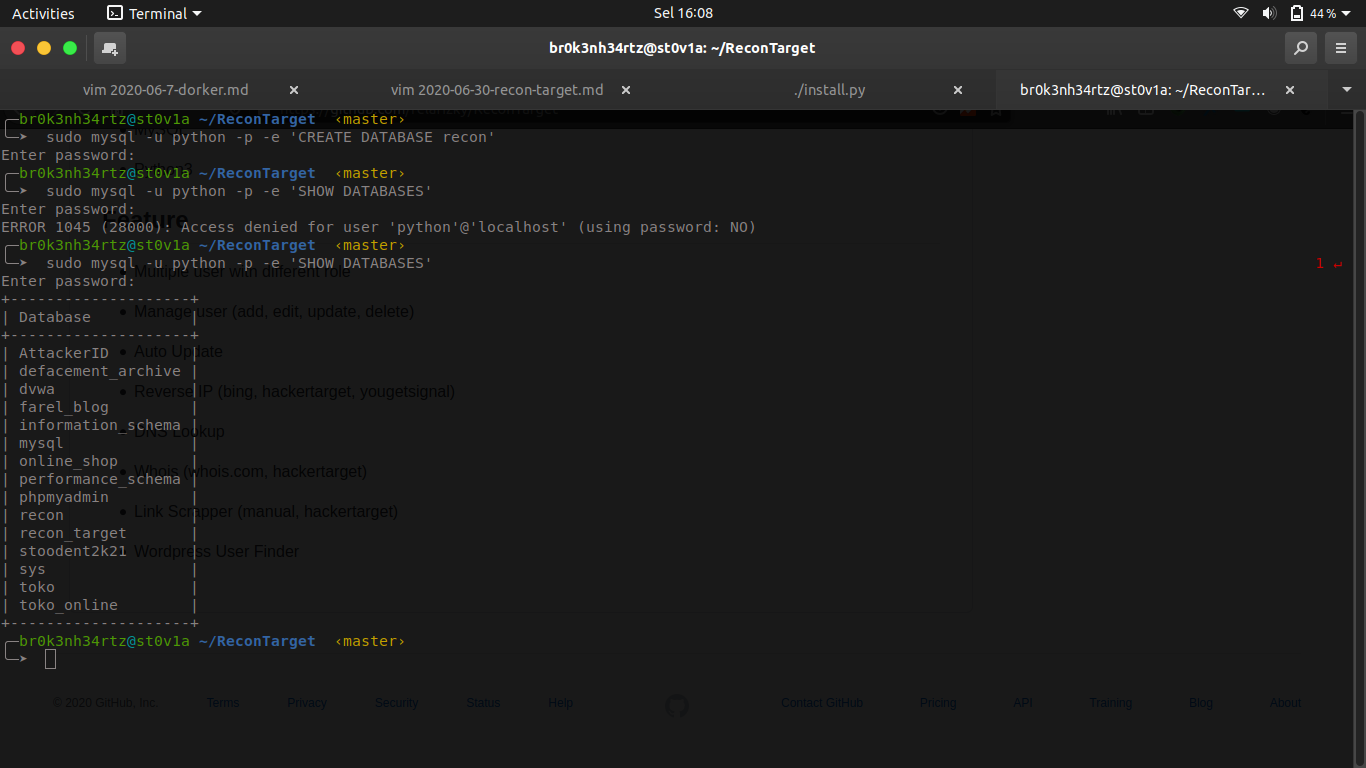 Activities Terminal Sel 16:08 44 %
br0k3nh34rtz@st0v1a: ~/ReconTarget
vim 2020-06-7-dorker.md vim 2020-06-30-recon-target.md ./install.py br0k3nh34rtz@st0v1a: ~/ReconTar…
br0k3nh34rtz@st0v1a ~/ReconTarget ‹master›
sudo mysql -u python -p -e 'CREATE DATABASE recon'
Enter password:
Python3
br0k3nh34rtz@st0v1a ~/ReconTarget ‹master›
sudo mysql -u python -p -e 'SHOW DATABASES'
Enter password:
Feature
ERROR 1045 (28000): Access denied for user 'python'@'localhost' (using password: NO)
br0k3nh34rtz@st0v1a ~/ReconTarget ‹master›
sudo mysql -u python -p -e 'SHOW DATABASES' 1 ↵
Multiple user with different role
Enter password:
+--------------------+
| Database |
Manage user (add, edit, update, delete)
+--------------------+
| AttackerID |
Auto Update
| defacement_archive |
| dvwa |
Reverse IP (bing, hackertarget, yougetsignal)
| farel_blog |
| information_schema |
DNS Lookup
| mysql |
| online_shop |
Whois (whois.com, hackertarget)
| performance_schema |
| phpmyadmin |
Link Scrapper (manual, hackertarget)
| recon |
| recon_target |
| stoodent2k21 |
Wordpress User Finder
| sys |
| toko |
| toko_online |
+--------------------+
br0k3nh34rtz@st0v1a ~/ReconTarget ‹master›
© 2020 GitHub, Inc. Terms Privacy Security Status Help Contact GitHub Pricing API Training Blog About